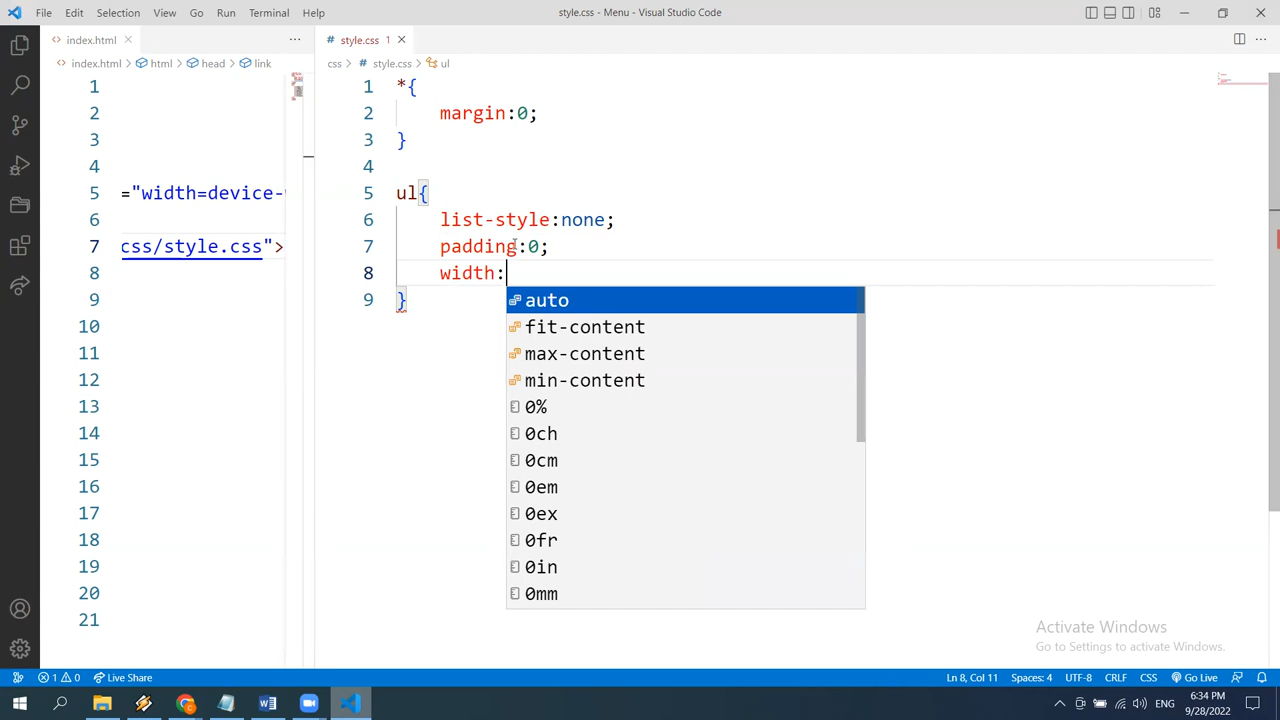 File Edit Selection View Go Run Terminal Help style.css - Menu - Visual Studio Code
index.html
index.html html head link
1
2
3
4
5 ="width=device-
6
7 css/style.css">
8
9
10
11
12
13
14
15
16
17
18
19
20
21
style.css 1
css style.css ul
1 *{
2 margin:0;
3 }
4
5 ul{
6 list-style:none;
7 padding:0;
8 width:
9 }
auto
fit-content
max-content
min-content
0%
0ch
0cm
0em
0ex
0fr
0in
0mm
Activate Windows
Go to Settings to activate Windows.
1 0 Live Share Ln 8, Col 11 Spaces: 4 UTF-8 CRLF CSS Go Live
ENG 6:34 PM
9/28/2022